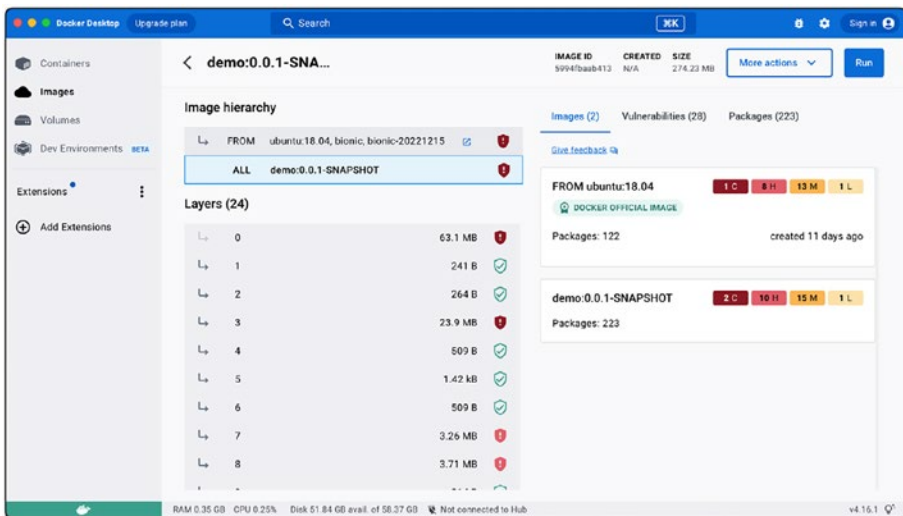 Docker Desktop Upgrade plan Search ⌘K Sign in
Containers
Images
Volumes
Dev Environments BETA
Extensions
Add Extensions
demo:0.0.1-SNA...
IMAGE ID CREATED SIZE
5994fbaab413 N/A 274.23 MB
More actions Run
Image hierarchy
FROM ubuntu:18.04, bionic, bionic-20221215
ALL demo:0.0.1-SNAPSHOT
Layers (24)
0 63.1 MB
1 241 B
2 264 B
3 23.9 MB
4 509 B
5 1.42 kB
6 509 B
7 3.26 MB
8 3.71 MB
Images (2) Vulnerabilities (28) Packages (223)
Give feedback
FROM ubuntu:18.04 1 C 8 H 13 M 1 L
DOCKER OFFICIAL IMAGE
Packages: 122 created 11 days ago
demo:0.0.1-SNAPSHOT 2 C 10 H 15 M 1 L
Packages: 223
RAM 0.35 GB CPU 0.25% Disk 51.84 GB avail. of 58.37 GB Not connected to Hub v4.16.1